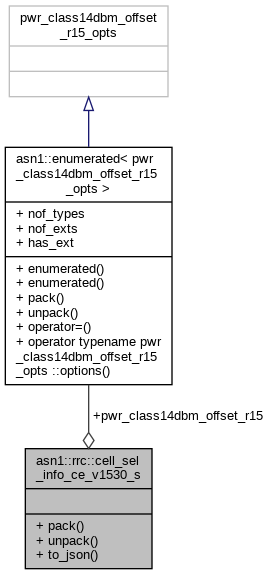 pwr_class14dbm_offset
_r15_opts
asn1::enumerated< pwr
_class14dbm_offset_r15
_opts >
+ nof_types
+ nof_exts
+ has_ext
+ enumerated()
+ enumerated()
+ pack()
+ unpack()
+ operator=()
+ operator typename pwr
_class14dbm_offset_r15
_opts ::options()
+pwr_class14dbm_offset_r15
asn1::rrc::cell_sel
_info_ce_v1530_s
+ pack()
+ unpack()
+ to_json()